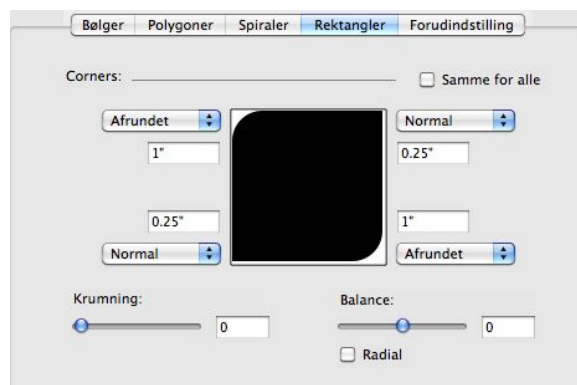 Bølger Polygoner Spiraler Rektangler Forudindstilling
Corners: Samme for alle
Afrundet Normal
1" 0.25"
0.25" 1"
Normal Afrundet
Krumning: Balance:
0 0
Radial